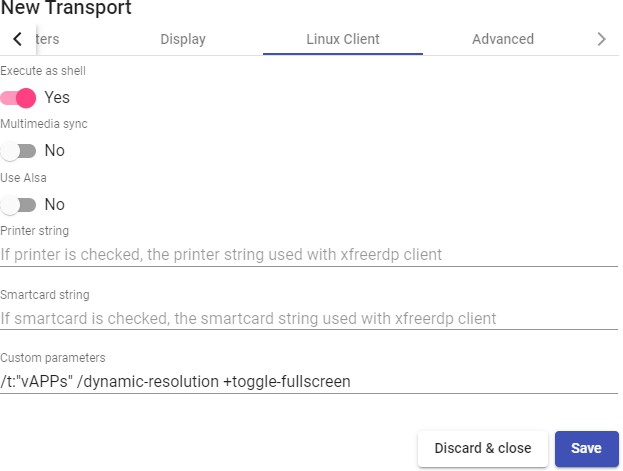 New Transport
ters
Display
Linux Client
Advanced
Execute as shell
Yes
Multimedia sync
No
Use Alsa
No
Printer string
If printer is checked, the printer string used with xfreerdp client
Smartcard string
If smartcard is checked, the smartcard string used with xfreerdp client
Custom parameters
/t:"vAPPs" /dynamic-resolution +toggle-fullscreen
Discard & close
Save